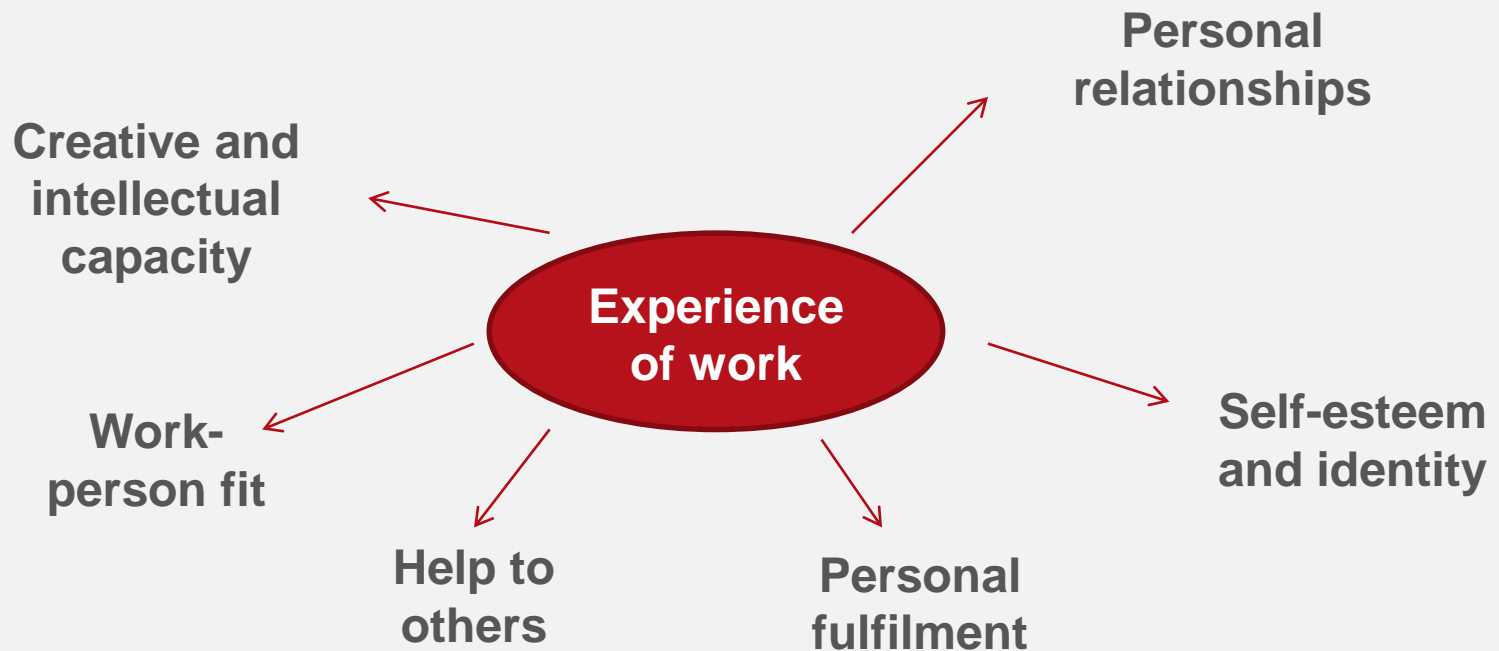 Personal
relationships
Creative and
intellectual
capacity
Experience
of work
Self-esteem
and identity
Work-
person fit
Help to
others
Personal
fulfilment